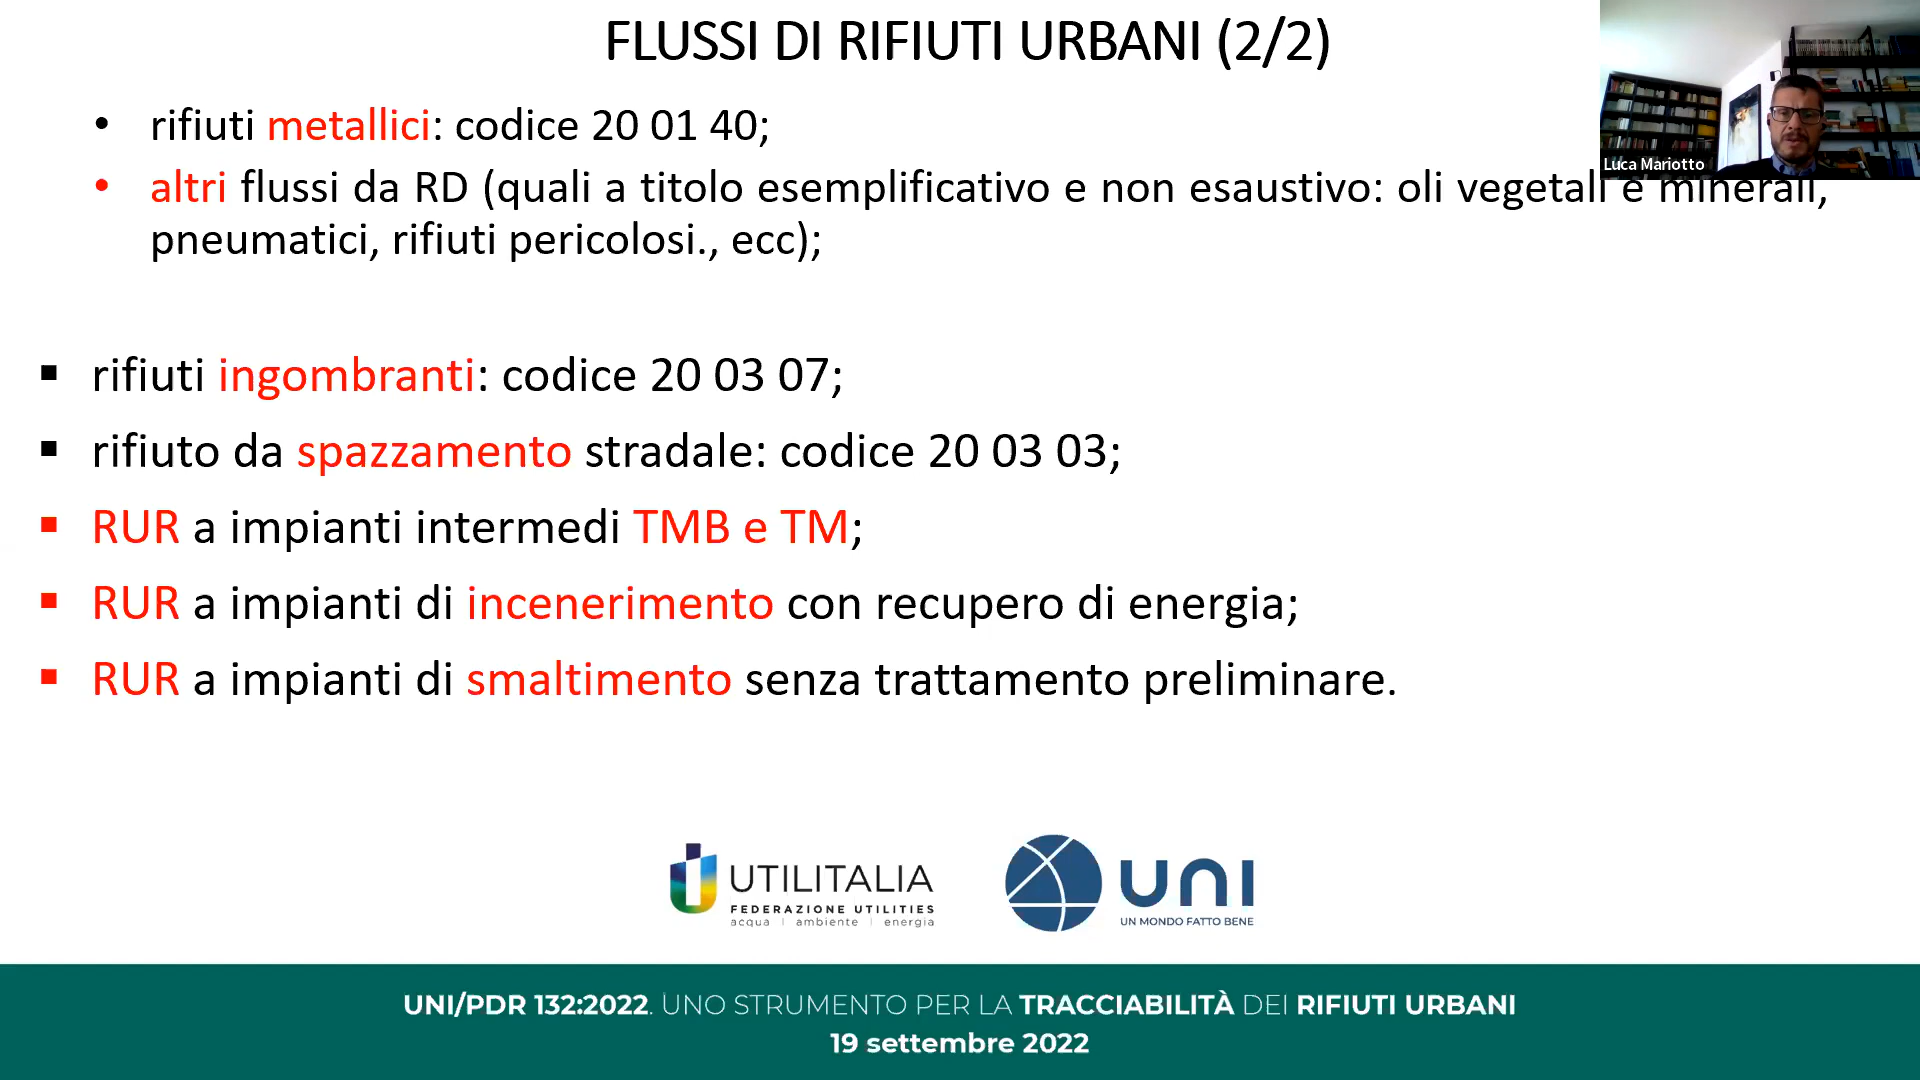 FLUSSI DI RIFIUTI URBANI (2/2)
• rifiuti metallici: codice 20 01 40;
• altri flussi da RD (quali a titolo esemplificativo e non esaustivo: oli vegetali e minerali,
pneumatici, rifiuti pericolosi., ecc);
Luca Mariotto
▪ rifiuti ingombranti: codice 20 03 07;
▪ rifiuto da spazzamento stradale: codice 20 03 03;
▪ RUR a impianti intermedi TMB e TM;
▪ RUR a impianti di incenerimento con recupero di energia;
▪ RUR a impianti di smaltimento senza trattamento preliminare.
UTILITALIA
FEDERAZIONE UTILITIES
acqua | ambiente | energia
UNI
UN MONDO FATTO BENE
UNI/PDR 132:2022. UNO STRUMENTO PER LA TRACCIABILITÀ DEI RIFIUTI URBANI
19 settembre 2022